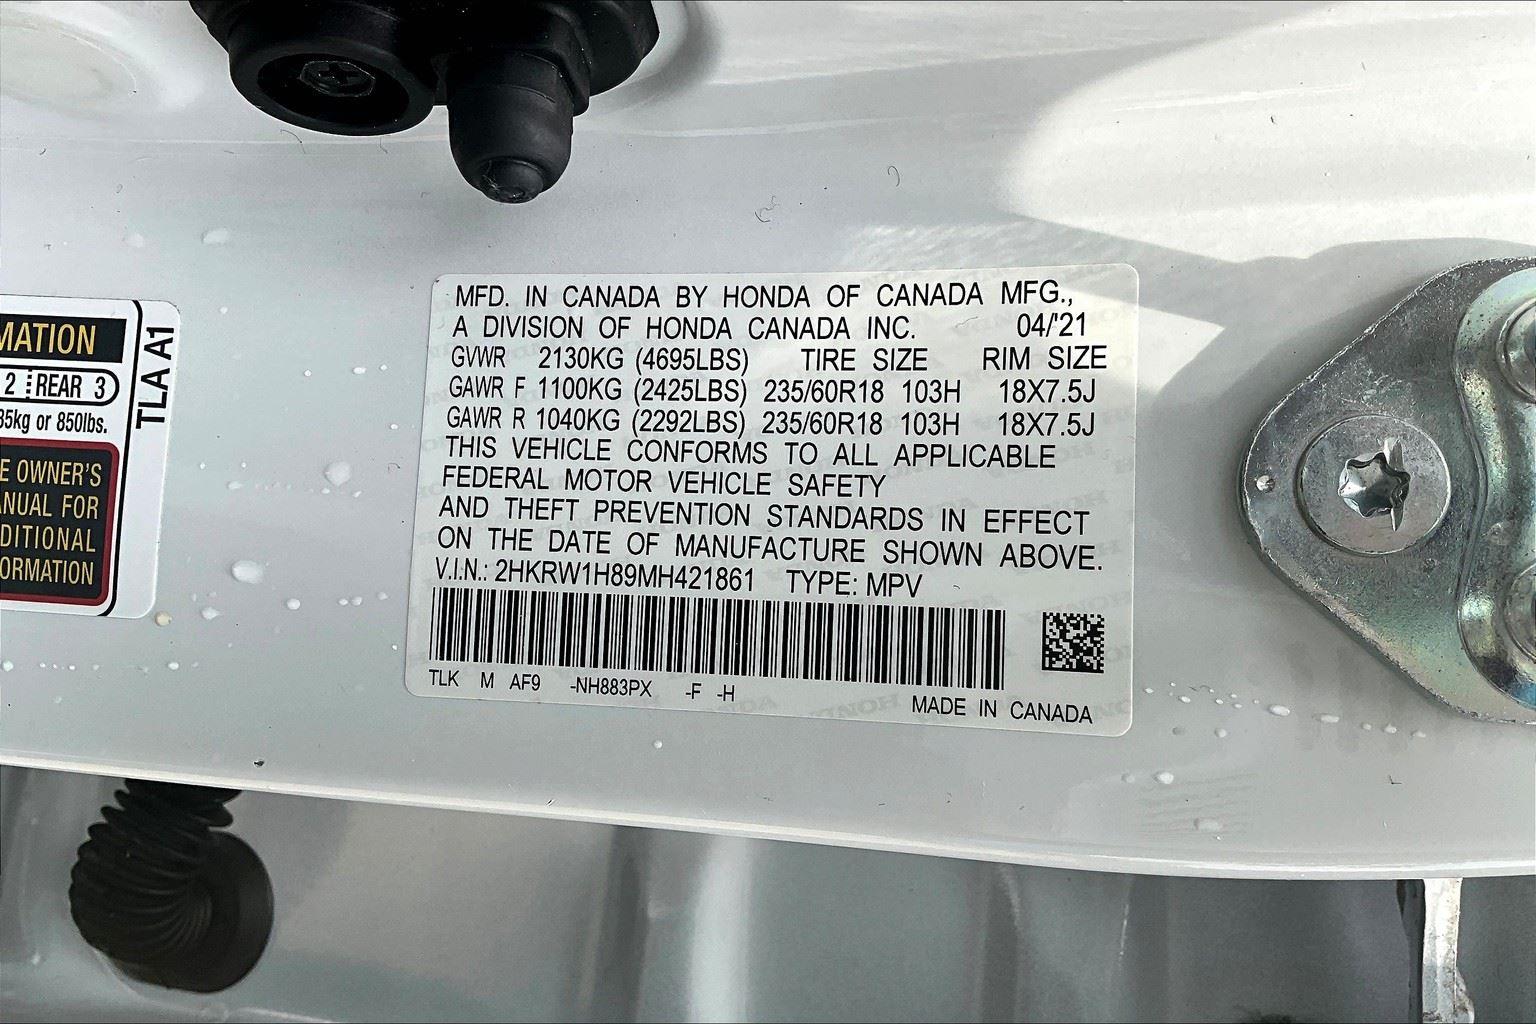 MATION
2 REAR 3
85kg or 850lbs.
E OWNER'S
ANUAL FOR
DITIONAL
ORMATION
TLA A1
MFD. IN CANADA BY HONDA OF CANADA MFG.,
A DIVISION OF HONDA CANADA INC. 04/'21
GVWR 2130KG (4695LBS) TIRE SIZE RIM SIZE
GAWR F 1100KG (2425LBS) 235/60R18 103H 18X7.5J
GAWR R 1040KG (2292LBS) 235/60R18 103H 18X7.5J
THIS VEHICLE CONFORMS TO ALL APPLICABLE
FEDERAL MOTOR VEHICLE SAFETY
AND THEFT PREVENTION STANDARDS IN EFFECT
ON THE DATE OF MANUFACTURE SHOWN ABOVE.
V.I.N.: 2HKRW1H89MH421861 TYPE: MPV
TLK M AF9 -NH883PX -F -H
MADE IN CANADA